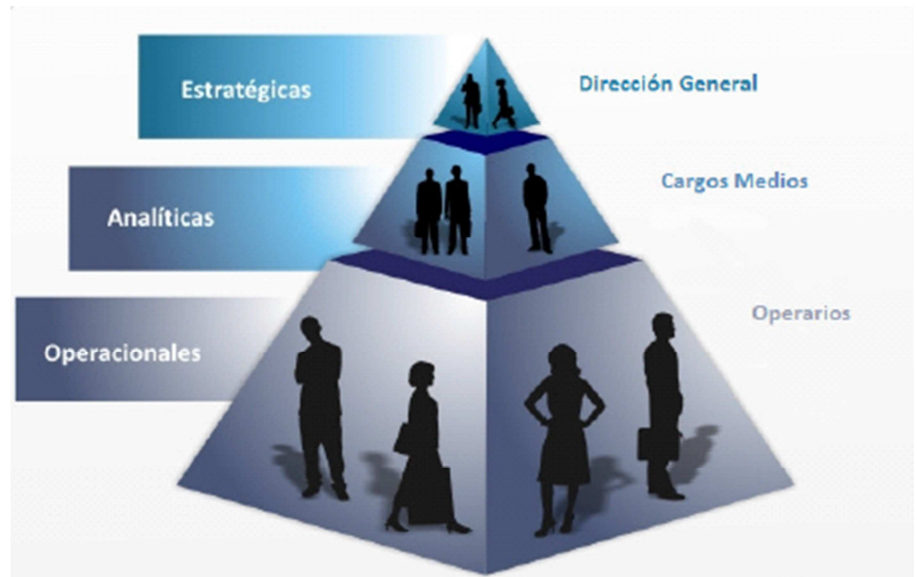 Estratégicas
Dirección General
Analíticas
Cargos Medios
Operacionales
Operarios